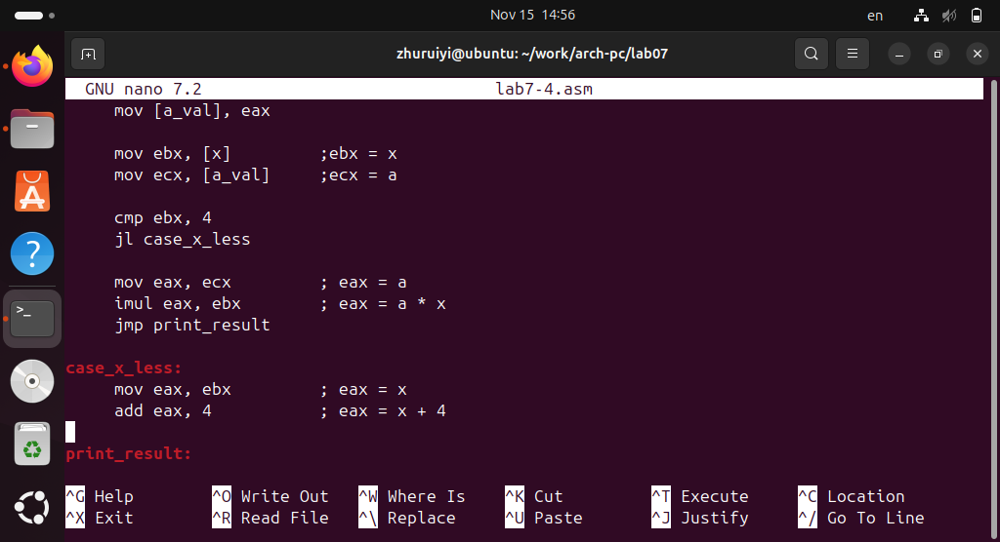 Nov 15 14:56
en
zhuruiyi@ubuntu: ~/work/arch-pc/lab07
GNU nano 7.2 lab7-4.asm
mov [a_val], eax
mov ebx, [x] ;ebx = x
mov ecx, [a_val] ;ecx = a
cmp ebx, 4
jl case_x_less
mov eax, ecx ; eax = a
imul eax, ebx ; eax = a * x
jmp print_result
case_x_less:
mov eax, ebx ; eax = x
add eax, 4 ; eax = x + 4
print_result:
^G Help ^O Write Out ^W Where Is ^K Cut ^T Execute ^C Location
^X Exit ^R Read File ^\ Replace ^U Paste ^J Justify ^/ Go To Line